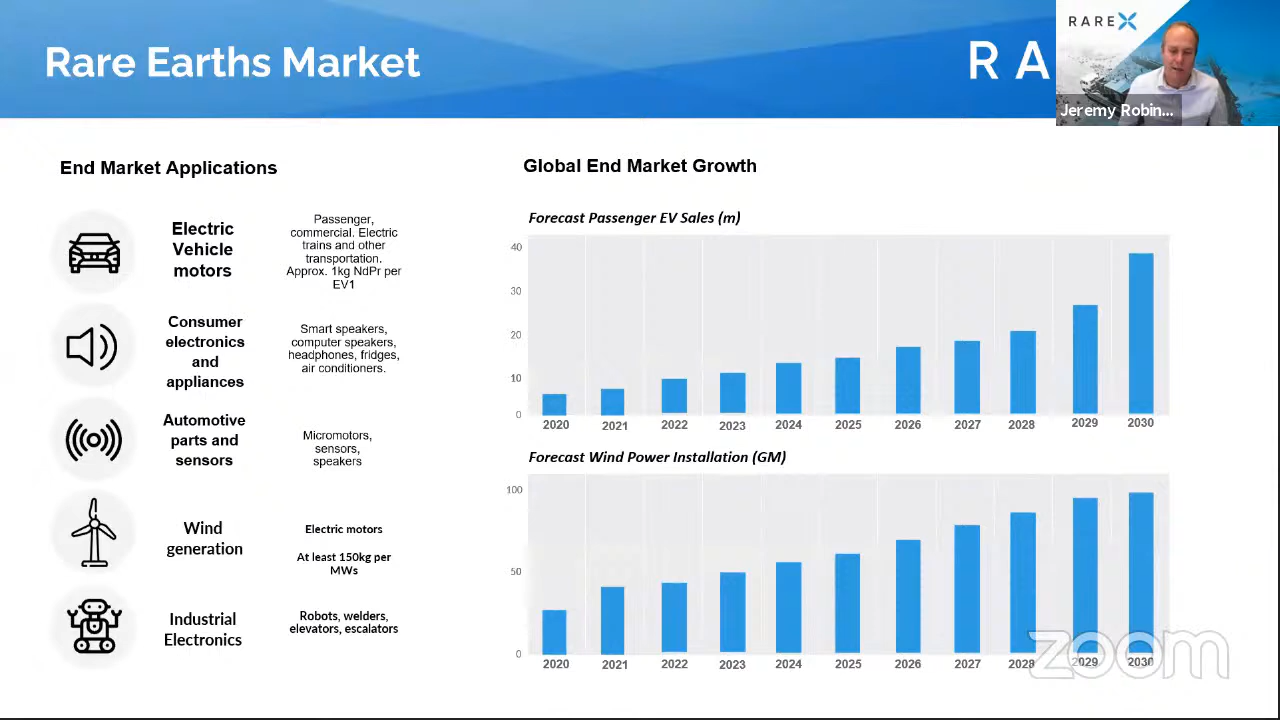 Rare Earths Market
R A
RARE X
Jeremy Robin...
End Market Applications
Electric
Vehicle
motors
Passenger,
commercial. Electric
trains and other
transportation.
Approx. 1kg NdPr per
EV1
Consumer
electronics
and
appliances
Smart speakers,
computer speakers,
headphones, fridges,
air conditioners.
Automotive
parts and
sensors
Micromotors,
sensors,
speakers
Wind
generation
Electric motors
At least 150kg per
MWs
Industrial
Electronics
Robots, welders,
elevators, escalators
Global End Market Growth
Forecast Passenger EV Sales (m)
40
30
20
10
0
2020 2021 2022 2023 2024 2025 2026 2027 2028 2029 2030
Forecast Wind Power Installation (GM)
100
50
0
2020 2021 2022 2023 2024 2025 2026 2027 2028 2029 2030
zoom